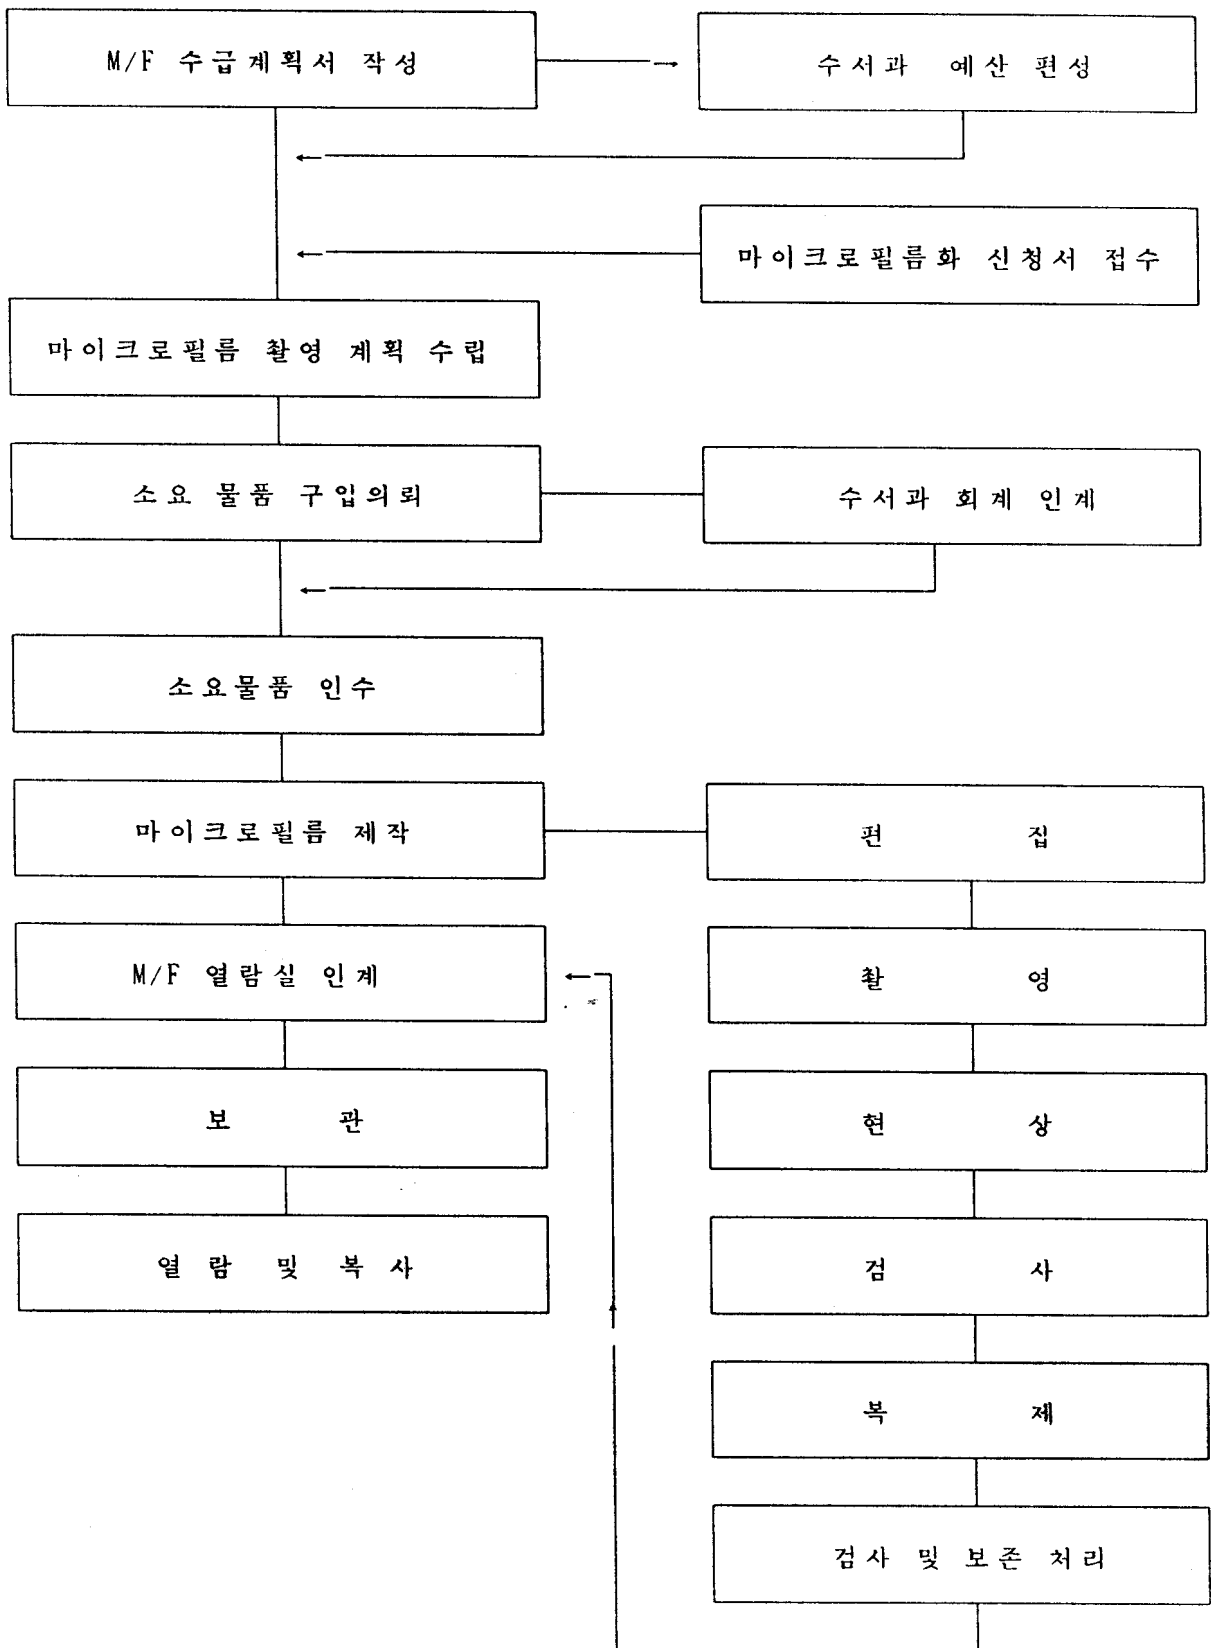 M/F 수급계획서 작성
수서과 예산 편성
마이크로필름화 신청서 접수
마이크로필름 촬영 계획 수립
소요 물품 구입의뢰
수서과 회계 인계
소요물품 인수
마이크로필름 제작
편 집
M/F 열람실 인계
촬 영
보 관
현 상
열람 및 복사
검 사
복 제
검사 및 보존 처리